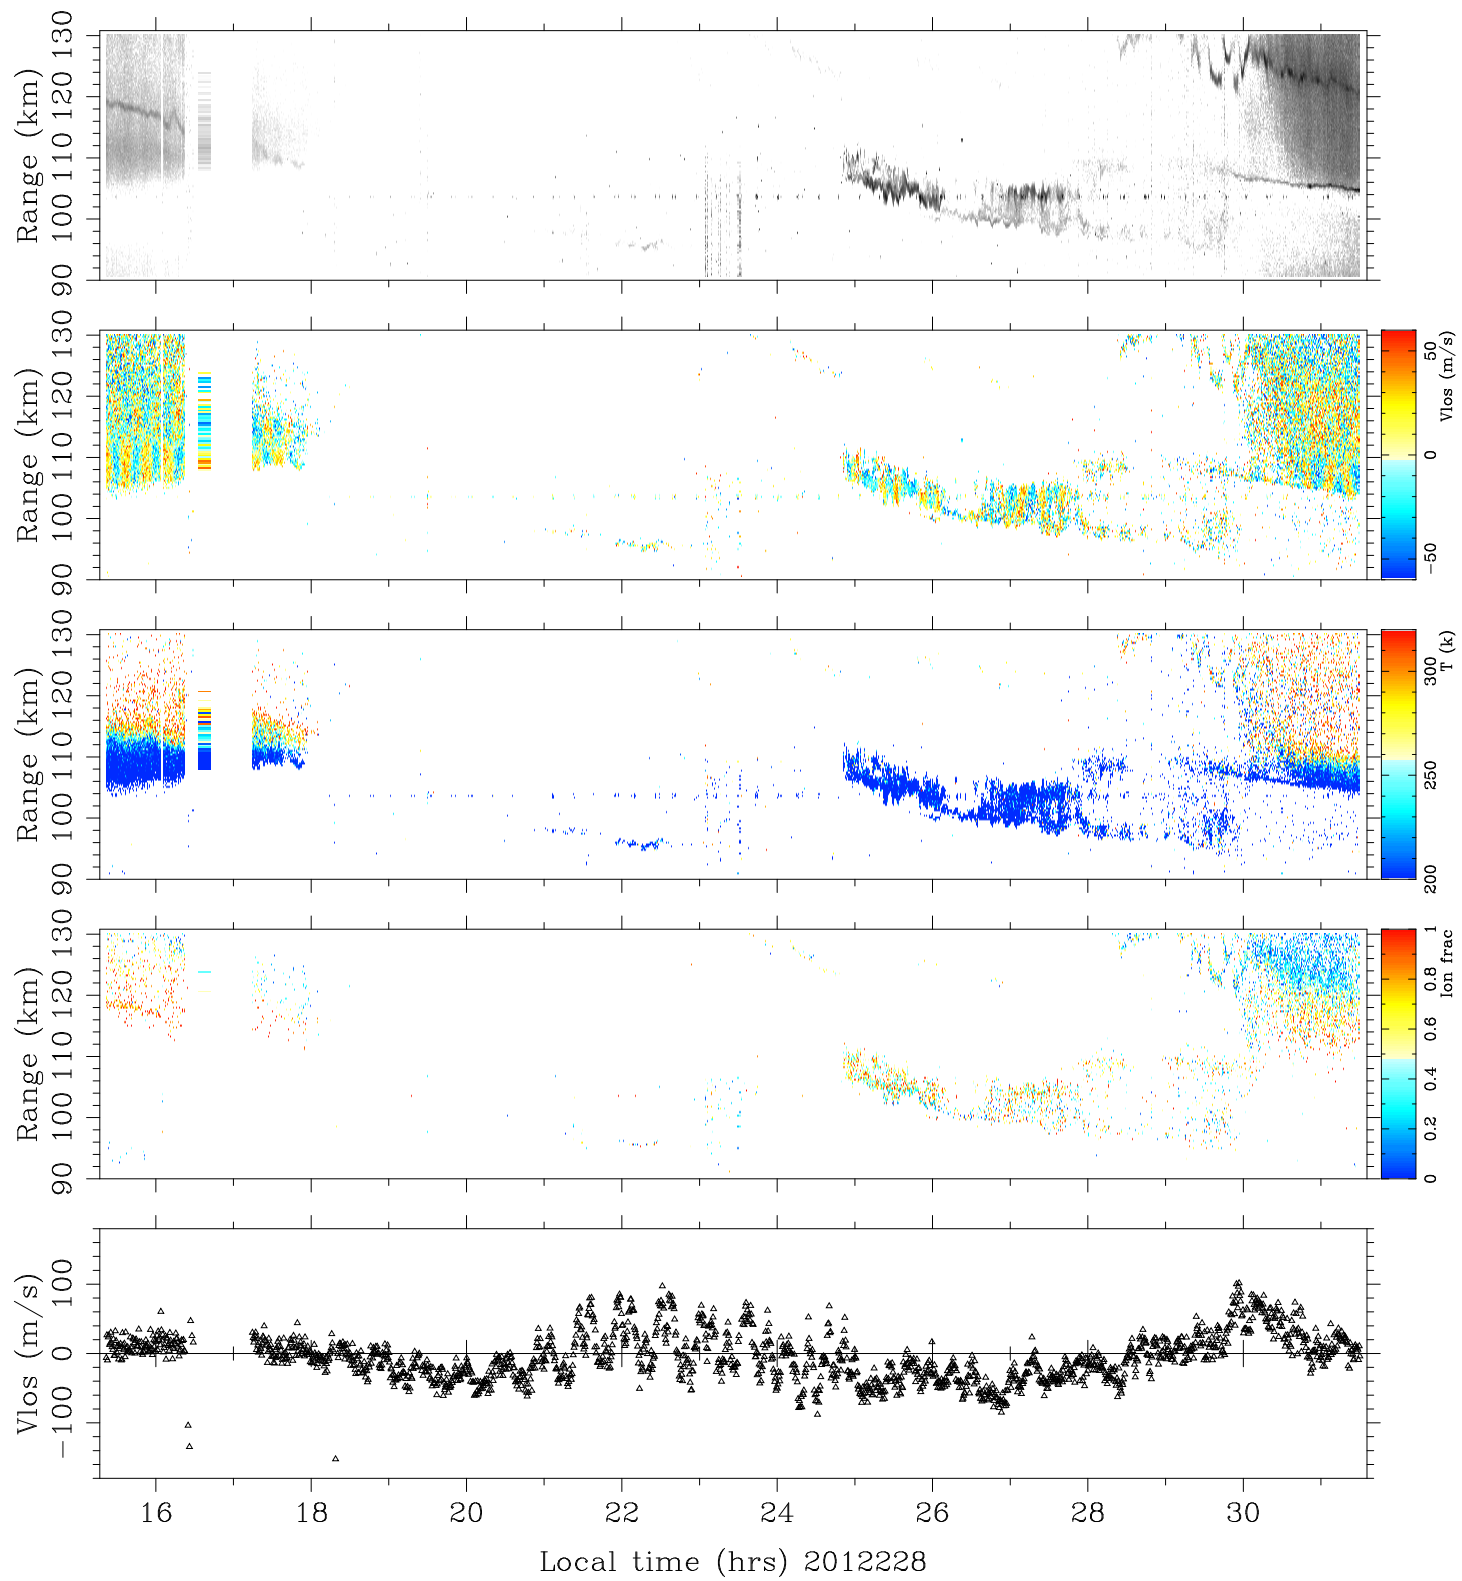 Range (km)
90 100 110 120 130
Range (km)
90 100 110 120 130
−50 0 50
Vlos (m/s)
Range (km)
90 100 110 120 130
200 250 300
T (k)
Range (km)
90 100 110 120 130
0 0.2 0.4 0.6 0.8 1
Ion frac
Vlos (m/s)
−100 0 100
16 18 20 22 24 26 28 30
Local time (hrs) 2012228